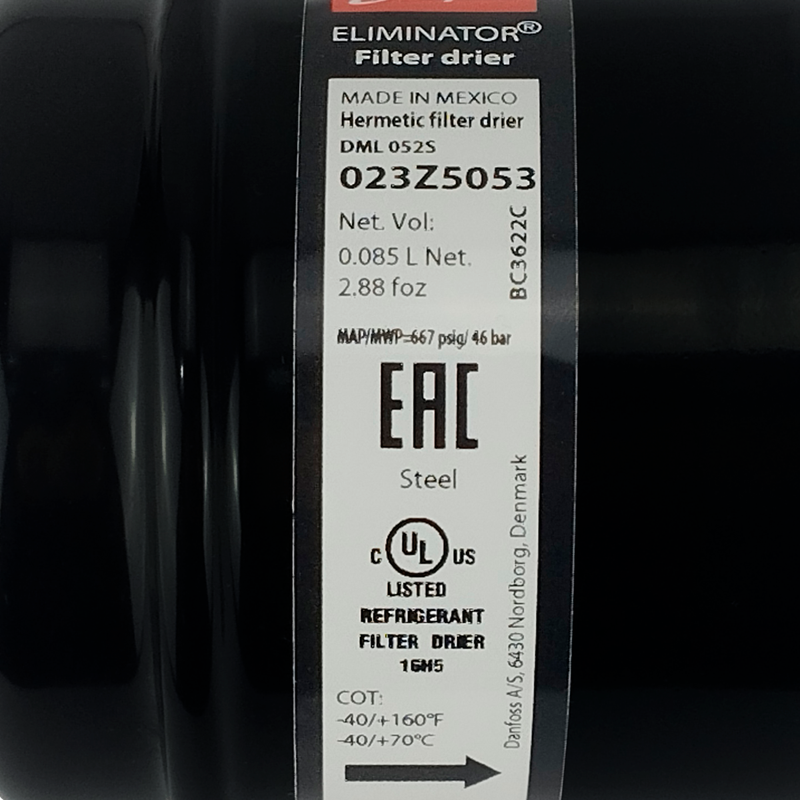 ELIMINATOR®
Filter drier
MADE IN MEXICO
Hermetic filter drier
DML 052S
023Z5053
Net. Vol:
0.085 L Net.
2.88 foz
BC3622C
MAP/MWP=667 psig/ 46 bar
EAC
Steel
C UL US
LISTED
REFRIGERANT
FILTER DRIER
16H5
Danfoss A/S, 6430 Nordborg, Denmark
COT:
-40/+160°F
-40/+70°C